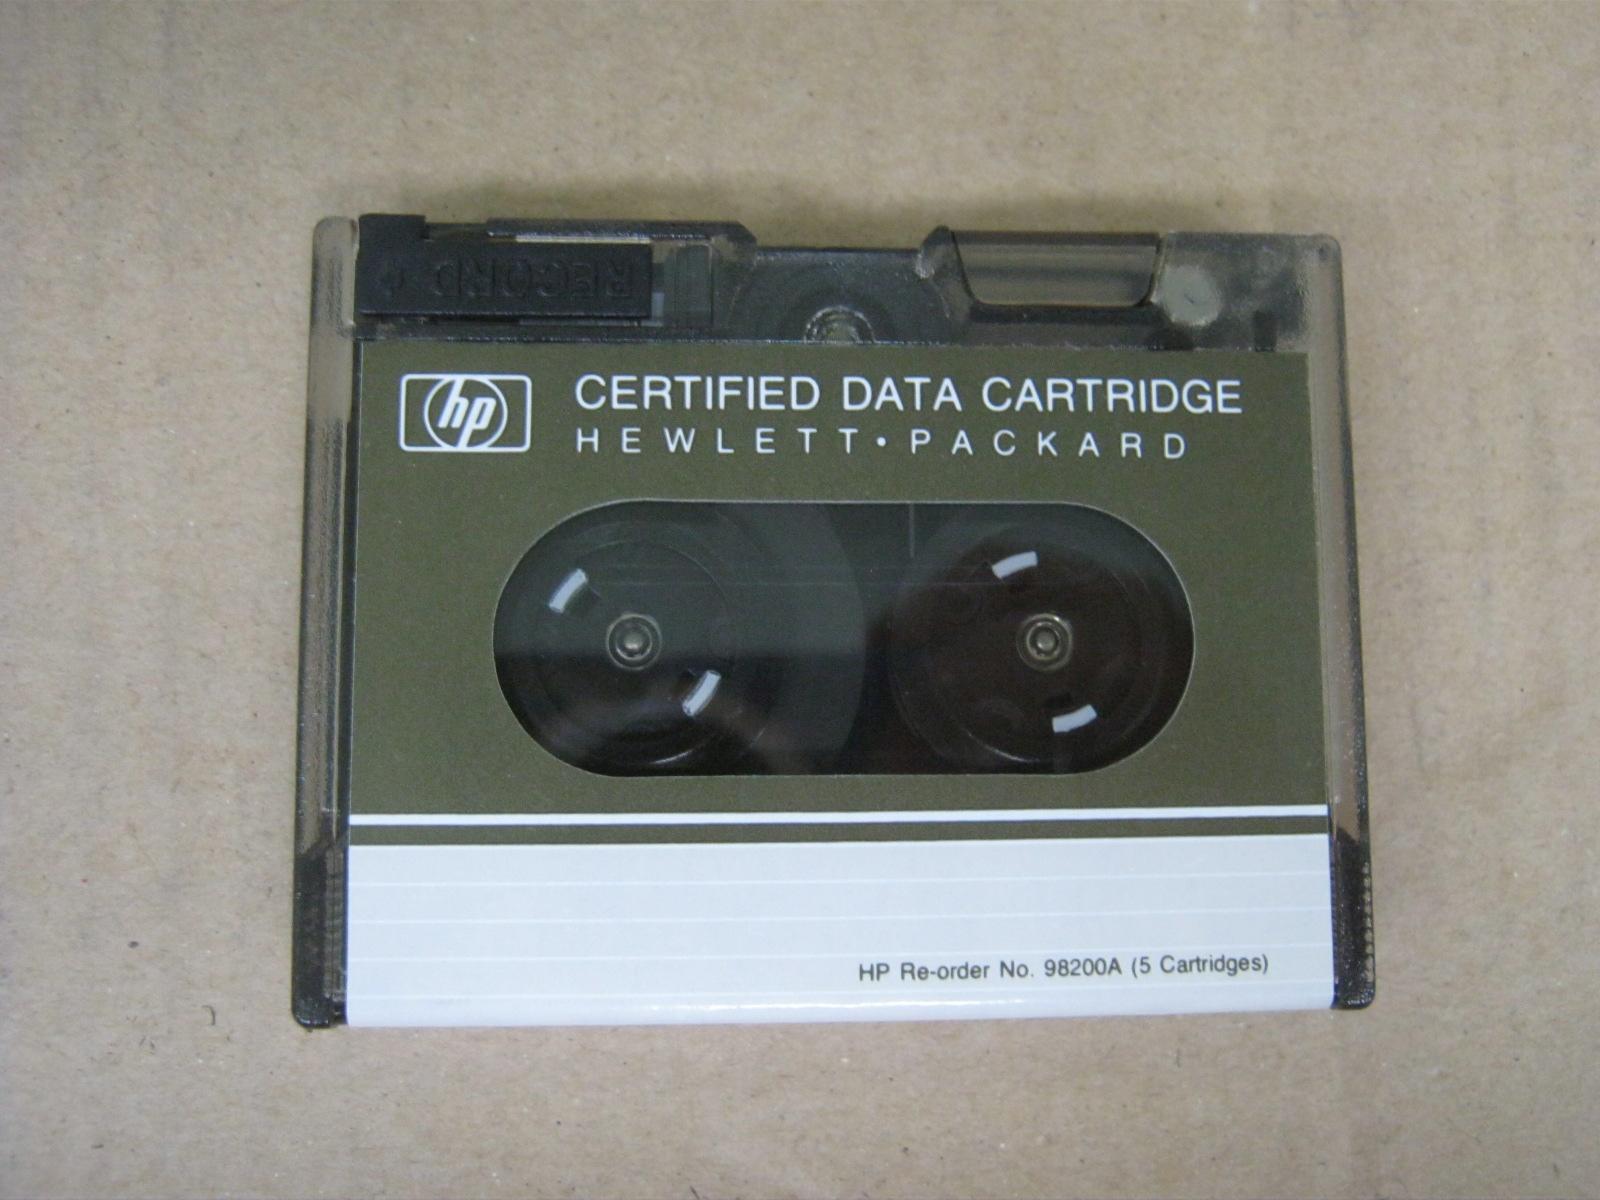 RECORD
hp
CERTIFIED DATA CARTRIDGE
HEWLETT•PACKARD
HP Re-order No. 98200A (5 Cartridges)